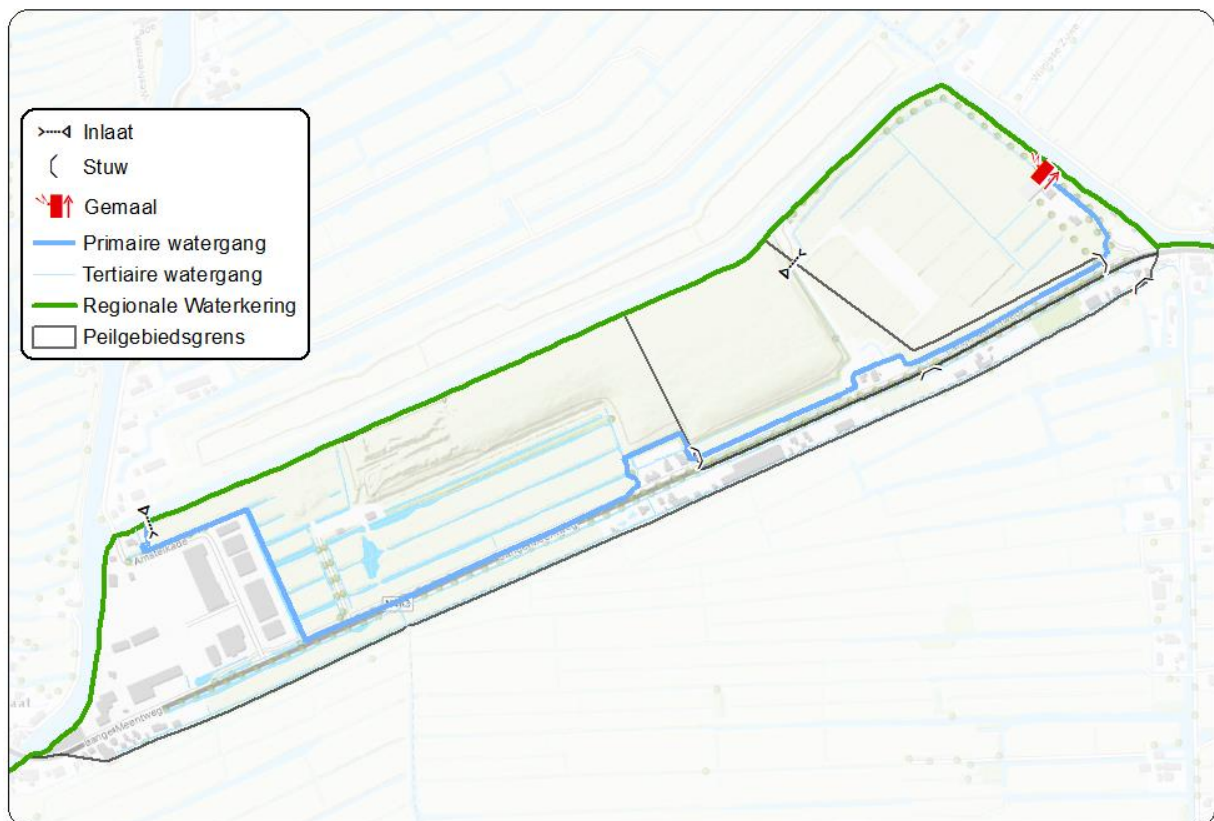 Inlaat
Stuw
Gemaal
Primaire watergang
Tertiaire watergang
Regionale Waterkering
Peilgebiedsgrens
Amstelkade